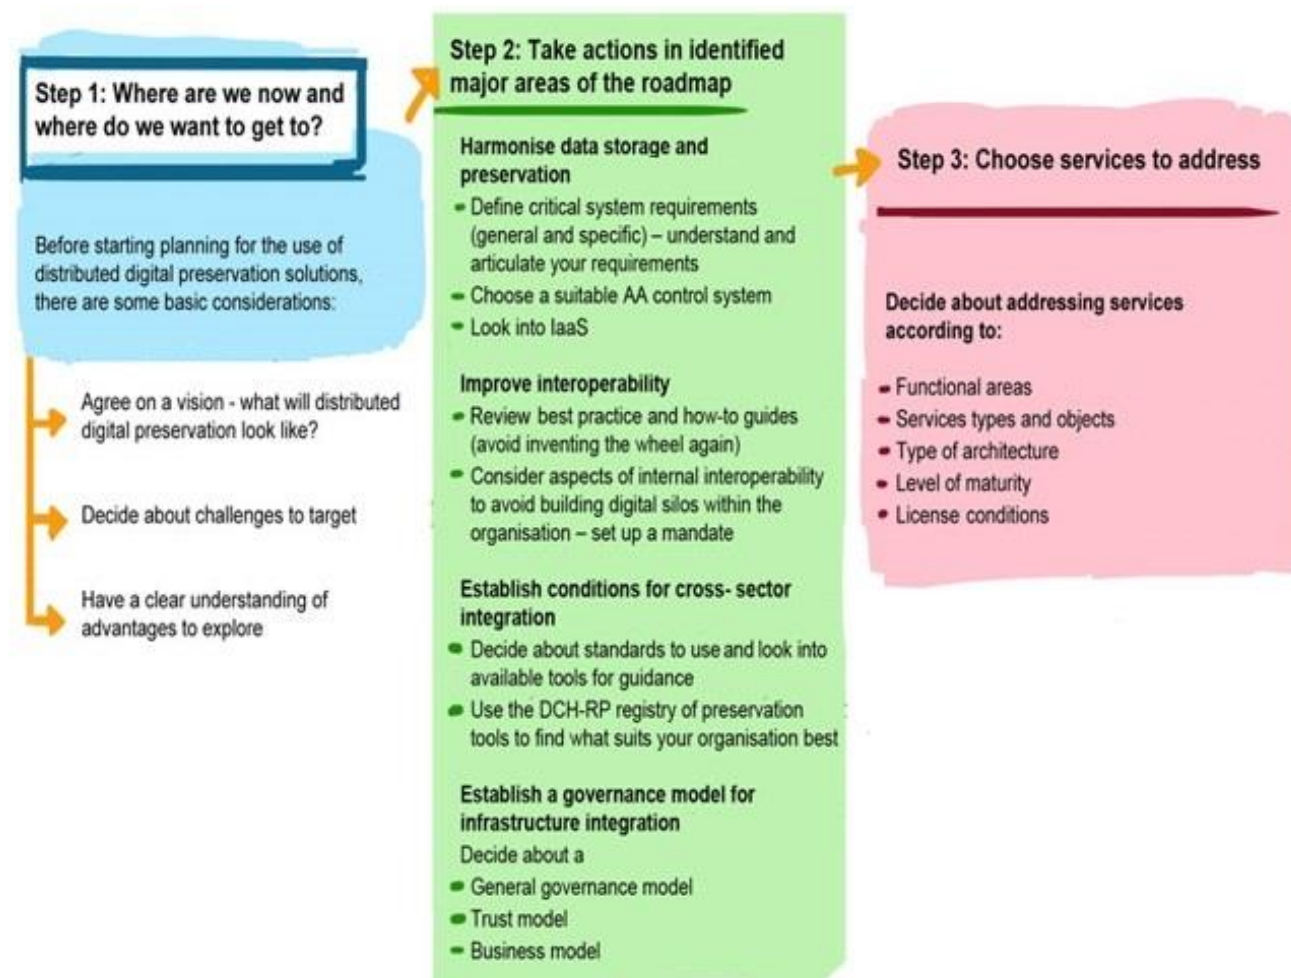 Step 1: Where are we now and
where do we want to get to?
Before starting planning for the use of
distributed digital preservation solutions,
there are some basic considerations:
Agree on a vision - what will distributed
digital preservation look like?
Decide about challenges to target
Have a clear understanding of
advantages to explore
Step 2: Take actions in identified
major areas of the roadmap
Harmonise data storage and
preservation
Define critical system requirements
(general and specific) – understand and
articulate your requirements
Choose a suitable AA control system
Look into IaaS
Improve interoperability
Review best practice and how-to guides
(avoid inventing the wheel again)
Consider aspects of internal interoperability
to avoid building digital silos within the
organisation – set up a mandate
Establish conditions for cross- sector
integration
Decide about standards to use and look into
available tools for guidance
Use the DCH-RP registry of preservation
tools to find what suits your organisation best
Establish a governance model for
infrastructure integration
Decide about a
General governance model
Trust model
Business model
Step 3: Choose services to address
Decide about addressing services
according to:
Functional areas
Services types and objects
Type of architecture
Level of maturity
License conditions